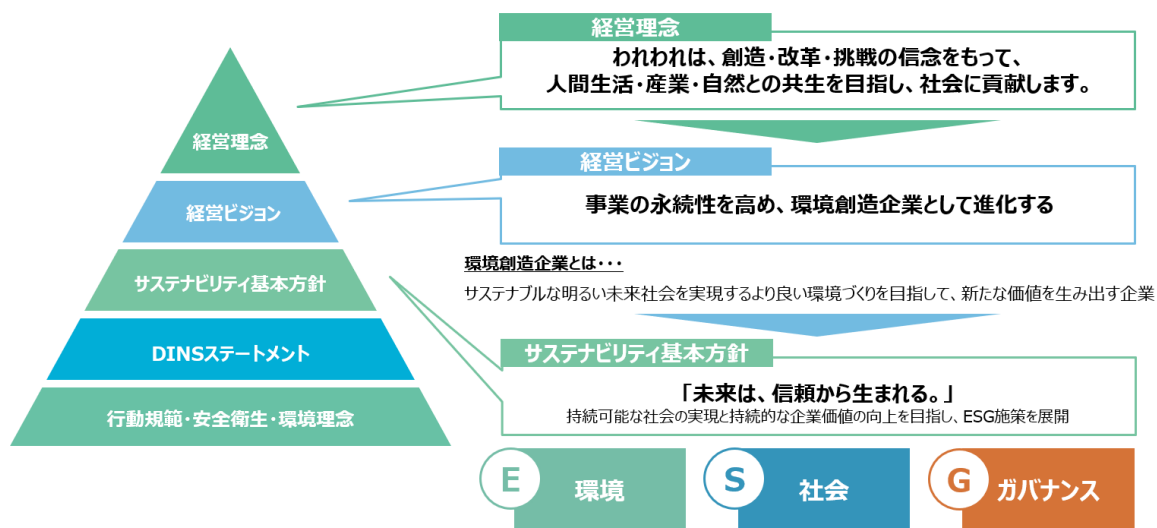 経営理念
経営ビジョン
サステナビリティ基本方針
DINSステートメント
行動規範・安全衛生・環境理念
経営理念
われわれは、創造・改革・挑戦の信念をもって、
人間生活・産業・自然との共生を目指し、社会に貢献します。
経営ビジョン
事業の永続性を高め、環境創造企業として進化する
環境創造企業とは・・・
サステナブルな明るい未来社会を実現するより良い環境づくりを目指して、新たな価値を生み出す企業
サステナビリティ基本方針
「未来は、信頼から生まれる。」
持続可能な社会の実現と持続的な企業価値の向上を目指し、ESG施策を展開
E 環境
S 社会
G ガバナンス